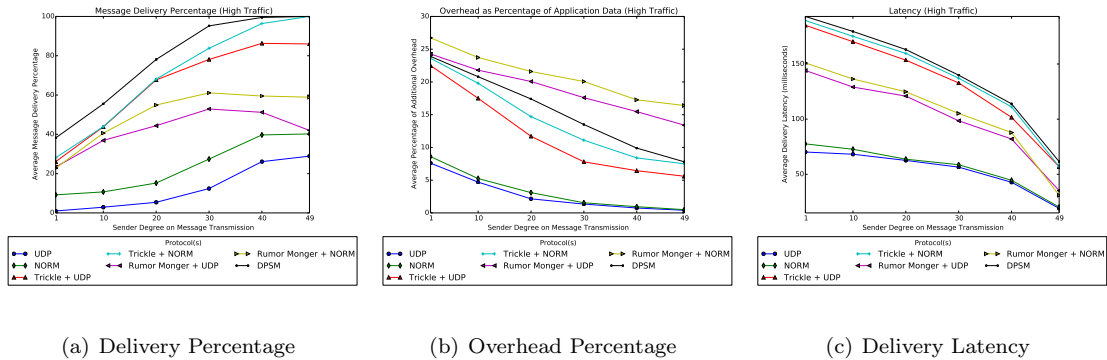 Message Delivery Percentage (High Traffic)
Average Message Delivery Percentage
100
80
60
40
20
0
1 10 20 30 40 49
Sender Degree on Message Transmission
Protocol(s)
UDP Trickle + NORM Rumor Monger + NORM
NORM Rumor Monger + UDP DPSM
Trickle + UDP
(a) Delivery Percentage
Overhead as Percentage of Application Data (High Traffic)
Average Percentage of Additional Overhead
30
25
20
15
10
5
0
1 10 20 30 40 49
Sender Degree on Message Transmission
Protocol(s)
UDP Trickle + NORM Rumor Monger + NORM
NORM Rumor Monger + UDP DPSM
Trickle + UDP
(b) Overhead Percentage
Latency (High Traffic)
Average Delivery Latency (milliseconds)
150
100
50
1 10 20 30 40 49
Sender Degree on Message Transmission
Protocol(s)
UDP Trickle + NORM Rumor Monger + NORM
NORM Rumor Monger + UDP DPSM
Trickle + UDP
(c) Delivery Latency